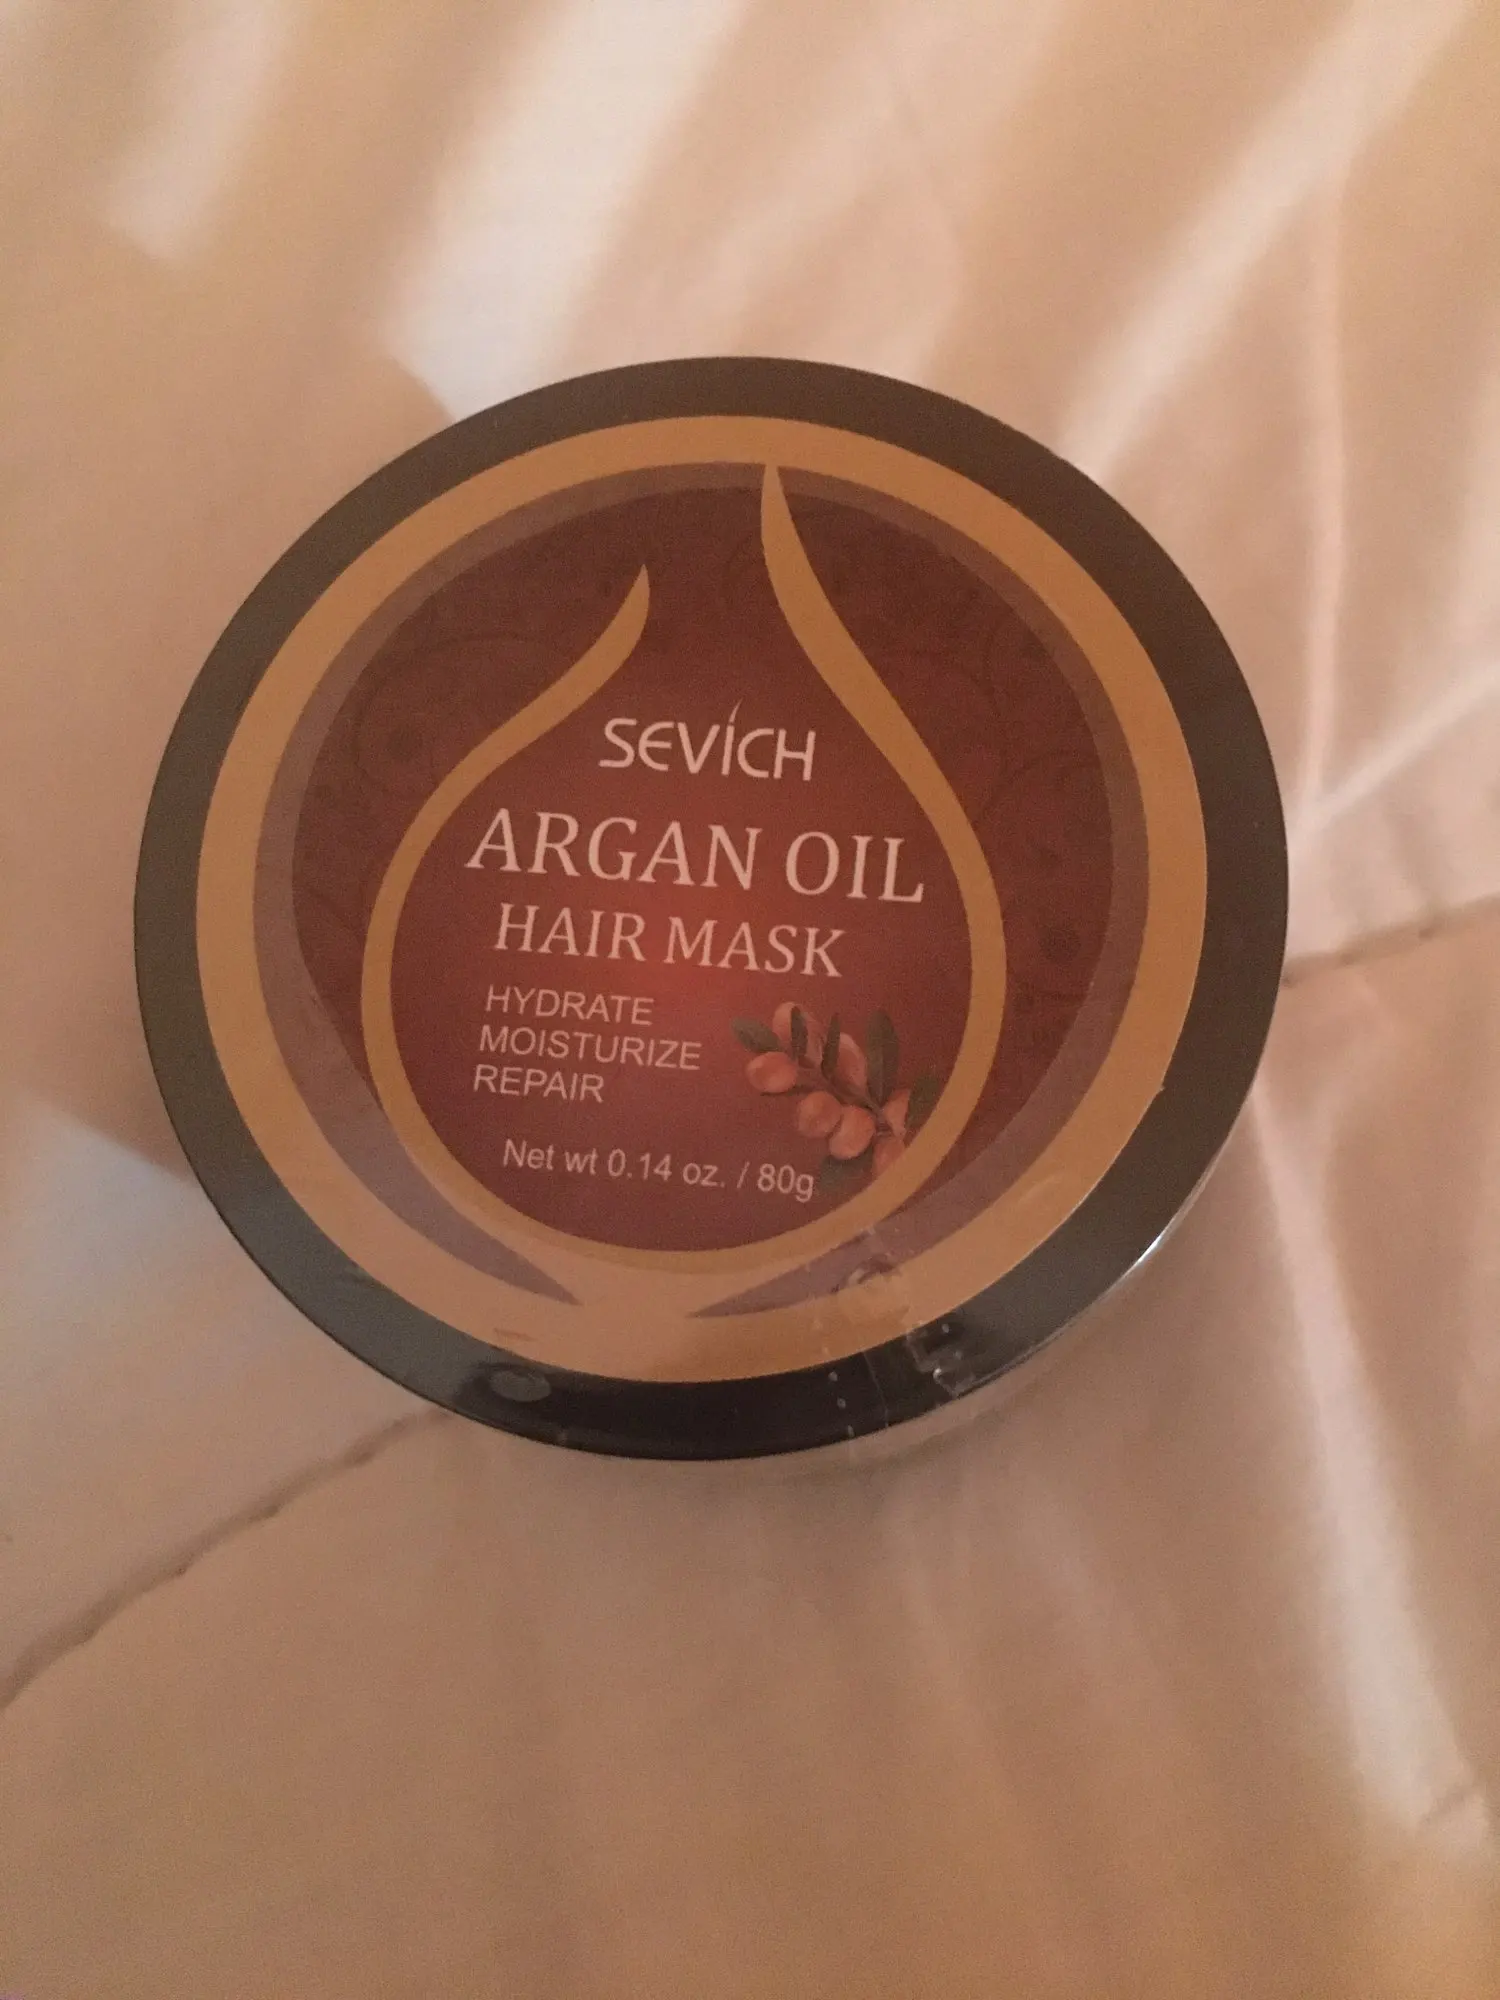 SEVICH
ARGAN OIL
HAIR MASK
HYDRATE
MOISTURIZE
REPAIR
Net wt 0.14 oz. / 80g